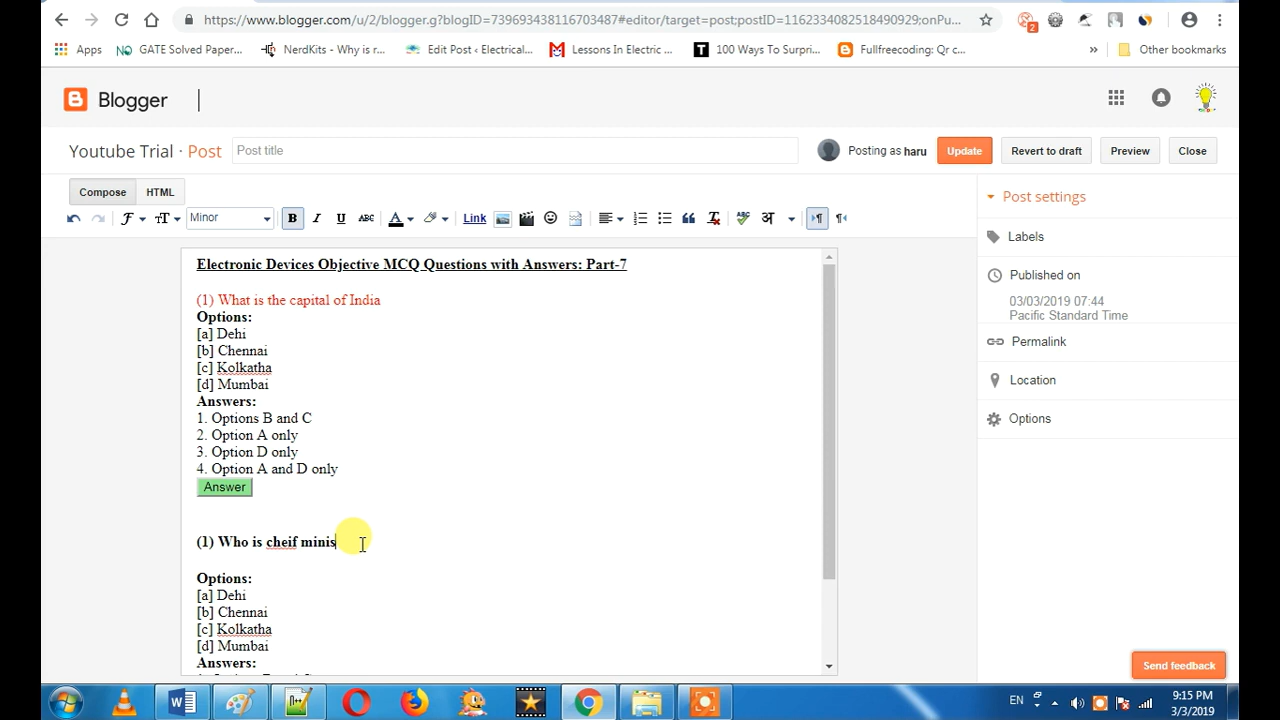 https://www.blogger.com/u/2/blogger.g?blogID=739693438116703487#editor/target=post;postID=1162334082518490929;onPu...
2
Apps
GATE Solved Paper...
NerdKits - Why is r...
Edit Post ‹ Electrical...
Lessons In Electric ...
100 Ways To Surpri...
Fullfreecoding: Qr c...
»
Other bookmarks
Blogger
Youtube Trial · Post
Post title
Posting as haru
Update
Revert to draft
Preview
Close
Compose
HTML
Minor
B
I
U
ABC
A
Link
अ
Post settings
Labels
Published on
03/03/2019 07:44
Pacific Standard Time
Permalink
Location
Options
Electronic Devices Objective MCQ Questions with Answers: Part-7
(1) What is the capital of India
Options:
[a] Dehi
[b] Chennai
[c] Kolkatha
[d] Mumbai
Answers:
1. Options B and C
2. Option A only
3. Option D only
4. Option A and D only
Answer
(1) Who is cheif minis
Options:
[a] Dehi
[b] Chennai
[c] Kolkatha
[d] Mumbai
Answers:
Send feedback
EN
9:15 PM
3/3/2019